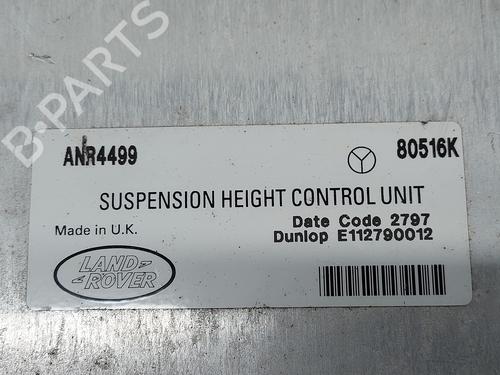 B-PARTS
ANR4499
80516K
SUSPENSION HEIGHT CONTROL UNIT
Date Code 2797
Made in U.K.
Dunlop E112790012
LAND
ROVER